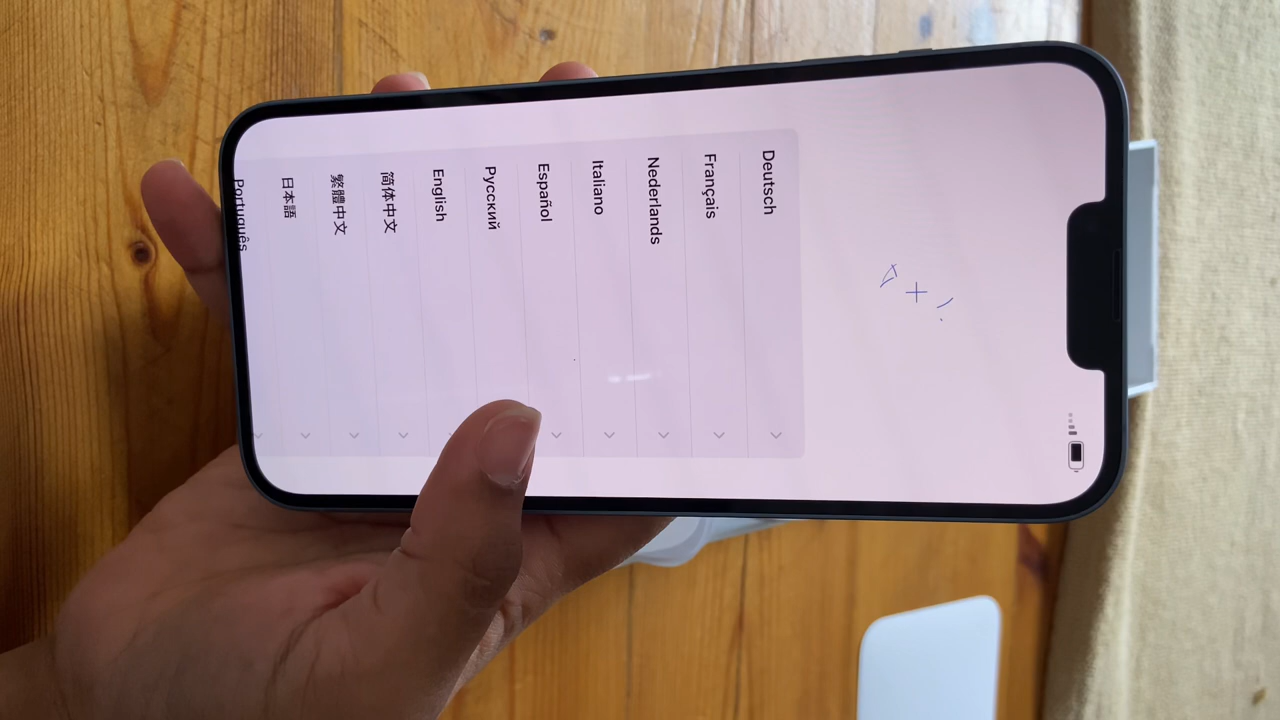 Deutsch
Français
Nederlands
Italiano
Español
Русский
English
简体中文
繁體中文
日本語
Português